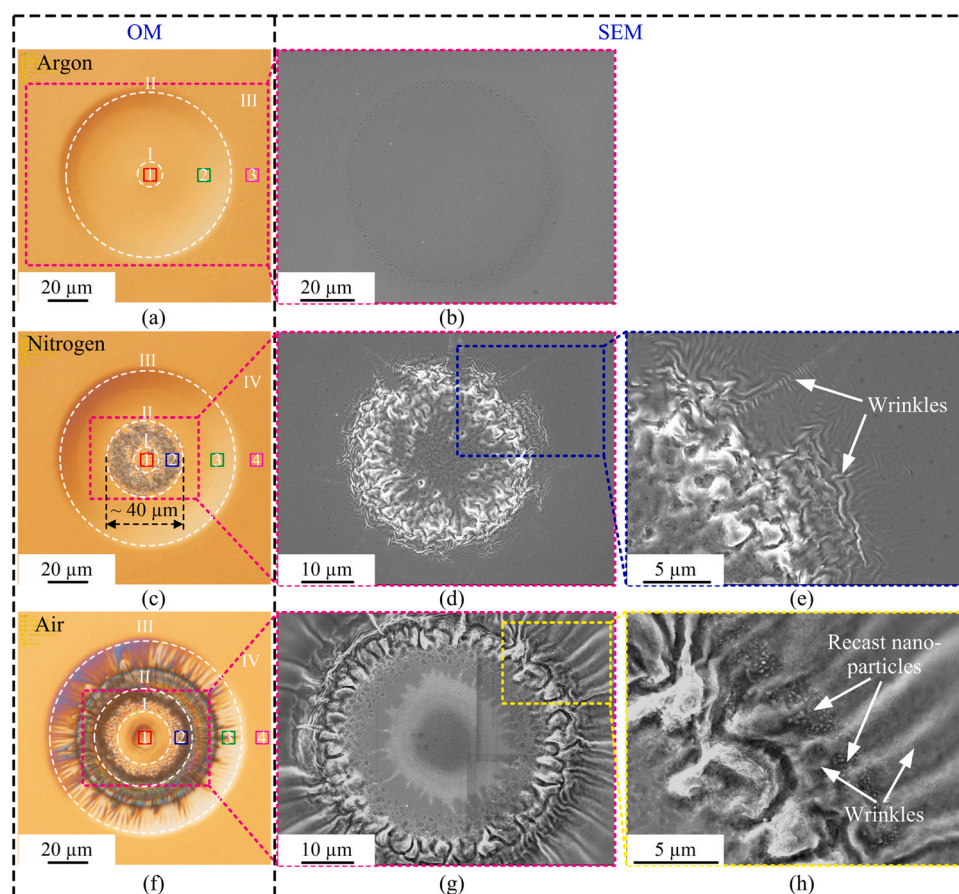 OM
SEM
Argon
II
III
I
1
2
3
20 µm
20 µm
(a)
(b)
Nitrogen
III
IV
II
I
1
2
3
4
~ 40 µm
Wrinkles
20 µm
10 µm
5 µm
(c)
(d)
(e)
Air
III
IV
II
I
1
2
3
4
Recast nano-
particles
Wrinkles
20 µm
10 µm
5 µm
(f)
(g)
(h)